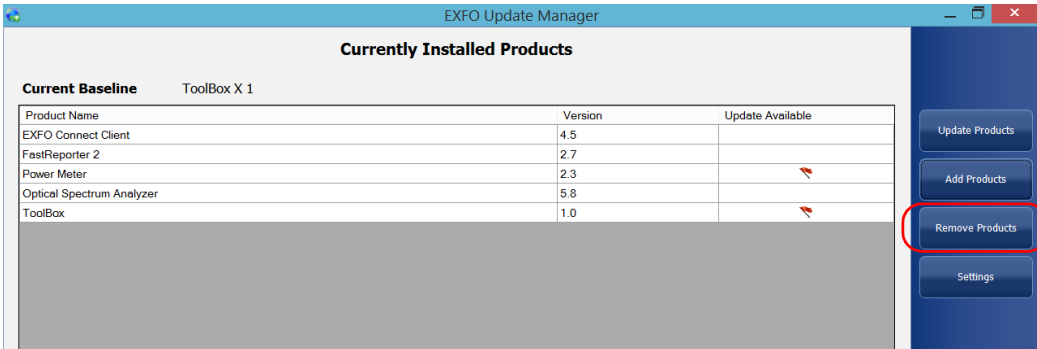 EXFO Update Manager
Currently Installed Products
Current Baseline ToolBox X 1
Product Name Version Update Available
EXFO Connect Client 4.5
FastReporter 2 2.7
Power Meter 2.3
Optical Spectrum Analyzer 5.8
ToolBox 1.0
Update Products
Add Products
Remove Products
Settings